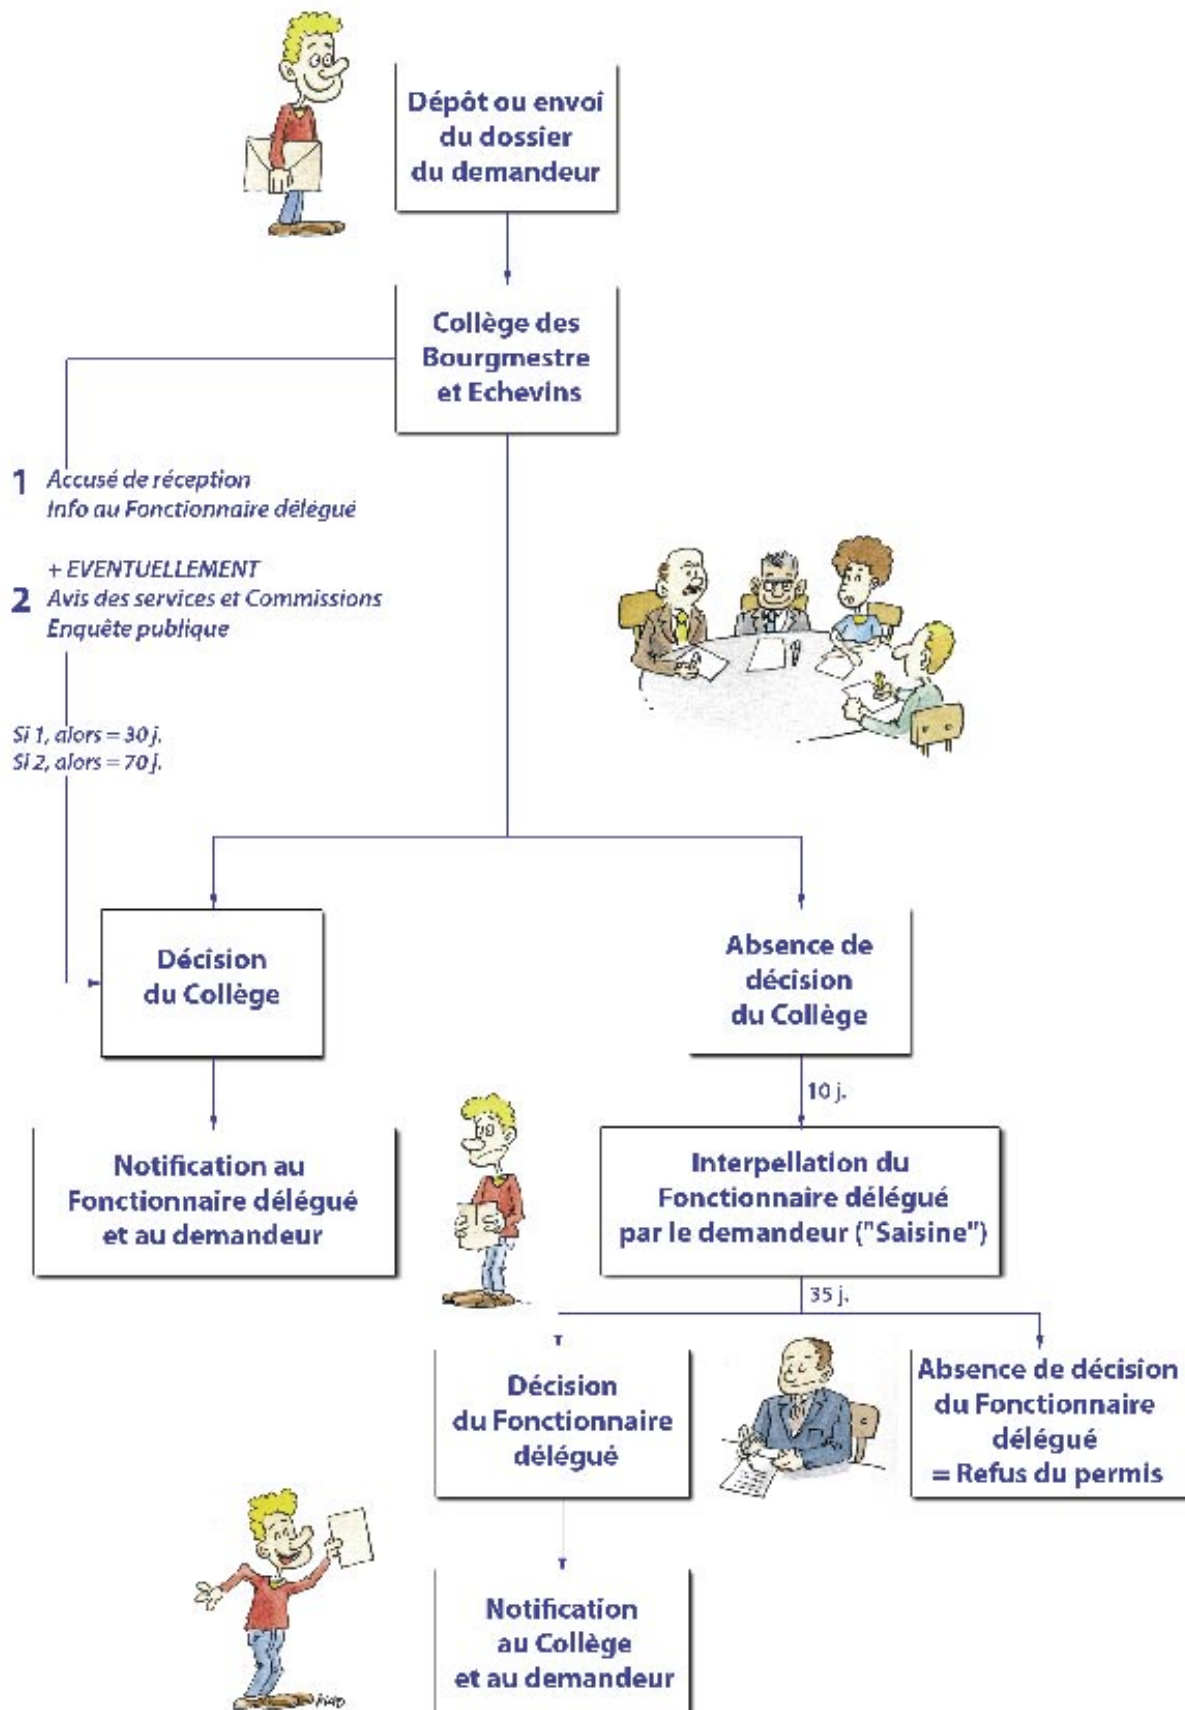 Dépôt ou envoi
du dossier
du demandeur
Collège des
Bourgmestre
et Echevins
1 Accusé de réception
Info au Fonctionnaire délégué
+ EVENTUELLEMENT
2 Avis des services et Commissions
Enquête publique
Si 1, alors = 30 j.
Si 2, alors = 70 j.
Décision
du Collège
Absence de
décision
du Collège
10 j.
Notification au
Fonctionnaire délégué
et au demandeur
Interpellation du
Fonctionnaire délégué
par le demandeur ("Saisine")
35 j.
Décision
du Fonctionnaire
délégué
Absence de décision
du Fonctionnaire
délégué
= Refus du permis
Notification
au Collège
et au demandeur